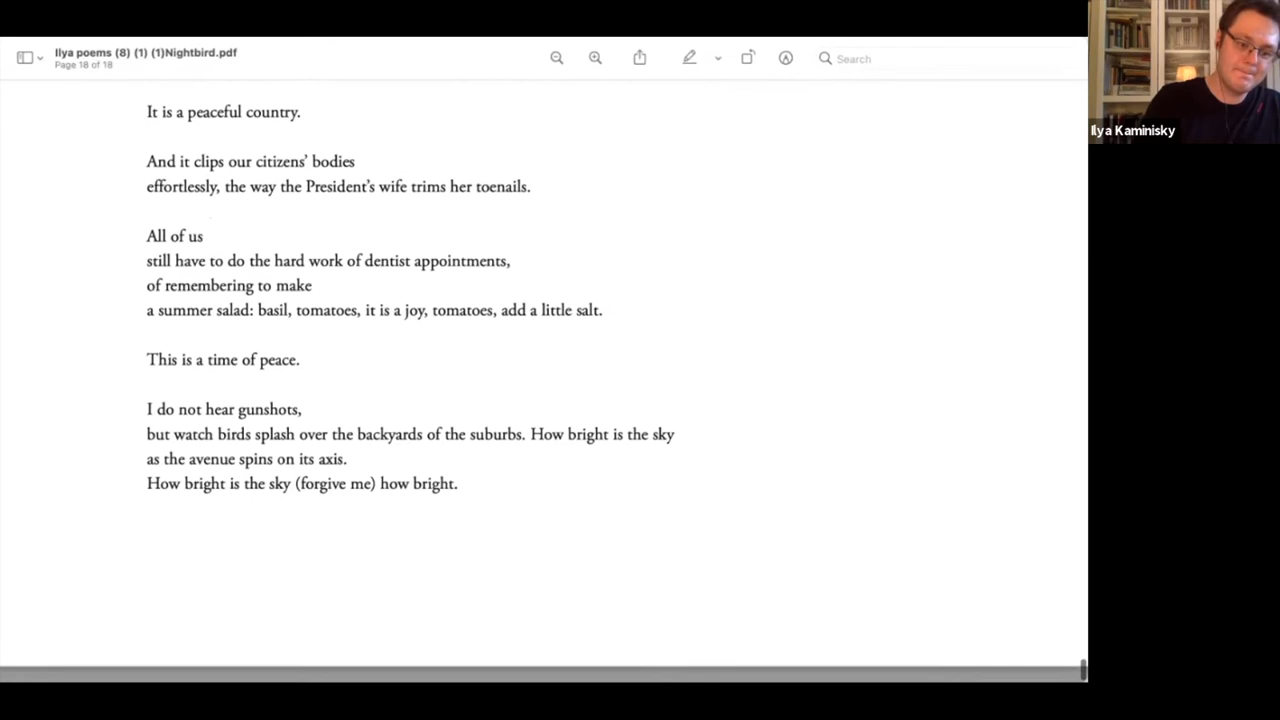 Ilya poems (8) (1) (1)Nightbird.pdf
Page 18 of 18
Search
Ilya Kaminisky
It is a peaceful country.
And it clips our citizens’ bodies
effortlessly, the way the President’s wife trims her toenails.
All of us
still have to do the hard work of dentist appointments,
of remembering to make
a summer salad: basil, tomatoes, it is a joy, tomatoes, add a little salt.
This is a time of peace.
I do not hear gunshots,
but watch birds splash over the backyards of the suburbs. How bright is the sky
as the avenue spins on its axis.
How bright is the sky (forgive me) how bright.